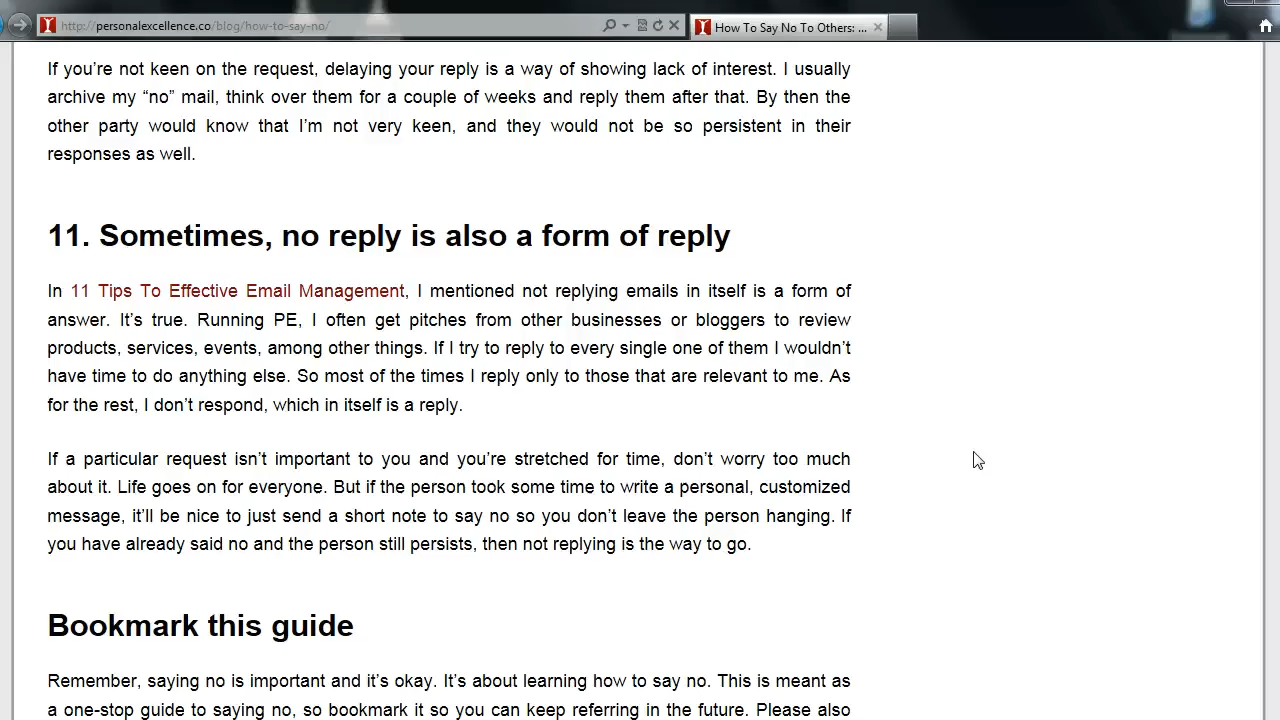 http://personalexcellence.co/blog/how-to-say-no/
How To Say No To Others: ...
If you’re not keen on the request, delaying your reply is a way of showing lack of interest. I usually
archive my “no” mail, think over them for a couple of weeks and reply them after that. By then the
other party would know that I’m not very keen, and they would not be so persistent in their
responses as well.
11. Sometimes, no reply is also a form of reply
In 11 Tips To Effective Email Management, I mentioned not replying emails in itself is a form of
answer. It’s true. Running PE, I often get pitches from other businesses or bloggers to review
products, services, events, among other things. If I try to reply to every single one of them I wouldn’t
have time to do anything else. So most of the times I reply only to those that are relevant to me. As
for the rest, I don’t respond, which in itself is a reply.
If a particular request isn’t important to you and you’re stretched for time, don’t worry too much
about it. Life goes on for everyone. But if the person took some time to write a personal, customized
message, it’ll be nice to just send a short note to say no so you don’t leave the person hanging. If
you have already said no and the person still persists, then not replying is the way to go.
Bookmark this guide
Remember, saying no is important and it’s okay. It’s about learning how to say no. This is meant as
a one-stop guide to saying no, so bookmark it so you can keep referring in the future. Please also